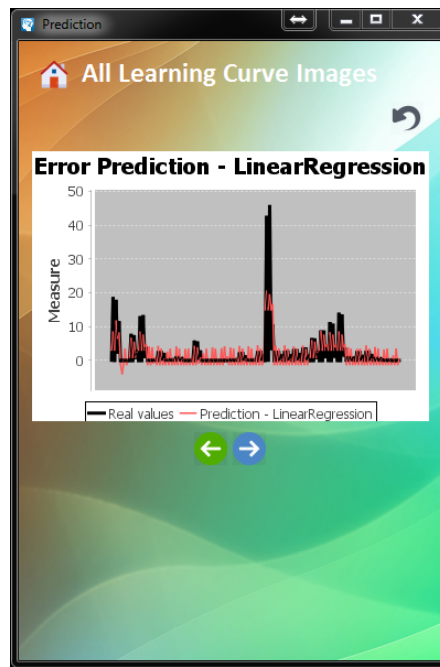 Prediction
All Learning Curve Images
Error Prediction - LinearRegression
Measure
50
40
30
20
10
0
Real values
Prediction - LinearRegression